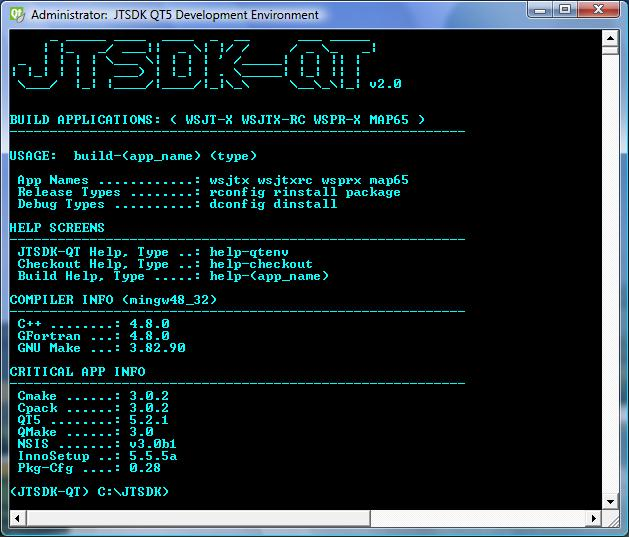 Administrator: JTSDK QT5 Development Environment
JTSDK-QT v2.0
BUILD APPLICATIONS: ( WSJT-X WSJTX-RC WSPR-X MAP65 )
USAGE:  build-(app_name) (type)
App Names ............: wsjtx wsjtxrc wsprx map65
Release Types ........: rconfig rinstall package
Debug Types ..........: dconfig dinstall
HELP SCREENS
JTSDK-QT Help, Type ..: help-qtenv
Checkout Help, Type ..: help-checkout
Build Help, Type .....: help-(app_name)
COMPILER INFO (mingw48_32)
C++ ........: 4.8.0
GFortran ...: 4.8.0
GNU Make ...: 3.82.90
CRITICAL APP INFO
Cmake ......: 3.0.2
Cpack ......: 3.0.2
QT5 ........: 5.2.1
QMake ......: 3.0
NSIS .......: v3.0b1
InnoSetup ..: 5.5.5a
Pkg-Cfg ....: 0.28
(JTSDK-QT) C:\JTSDK)